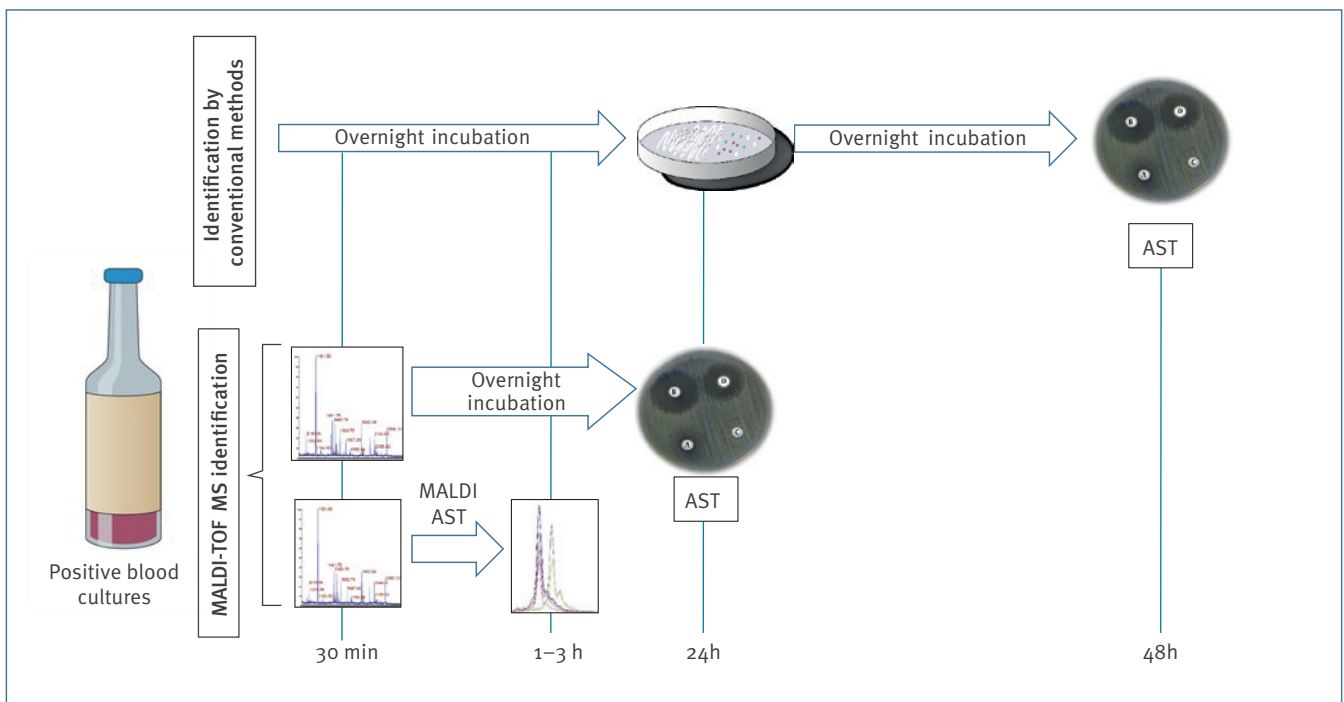 Identification by
conventional methods
Overnight incubation
Overnight incubation
B
D
A
C
AST
Positive blood
cultures
MALDI-TOF MS identification
Overnight
incubation
B
D
A
C
AST
MALDI
AST
30 min
1–3 h
24h
48h